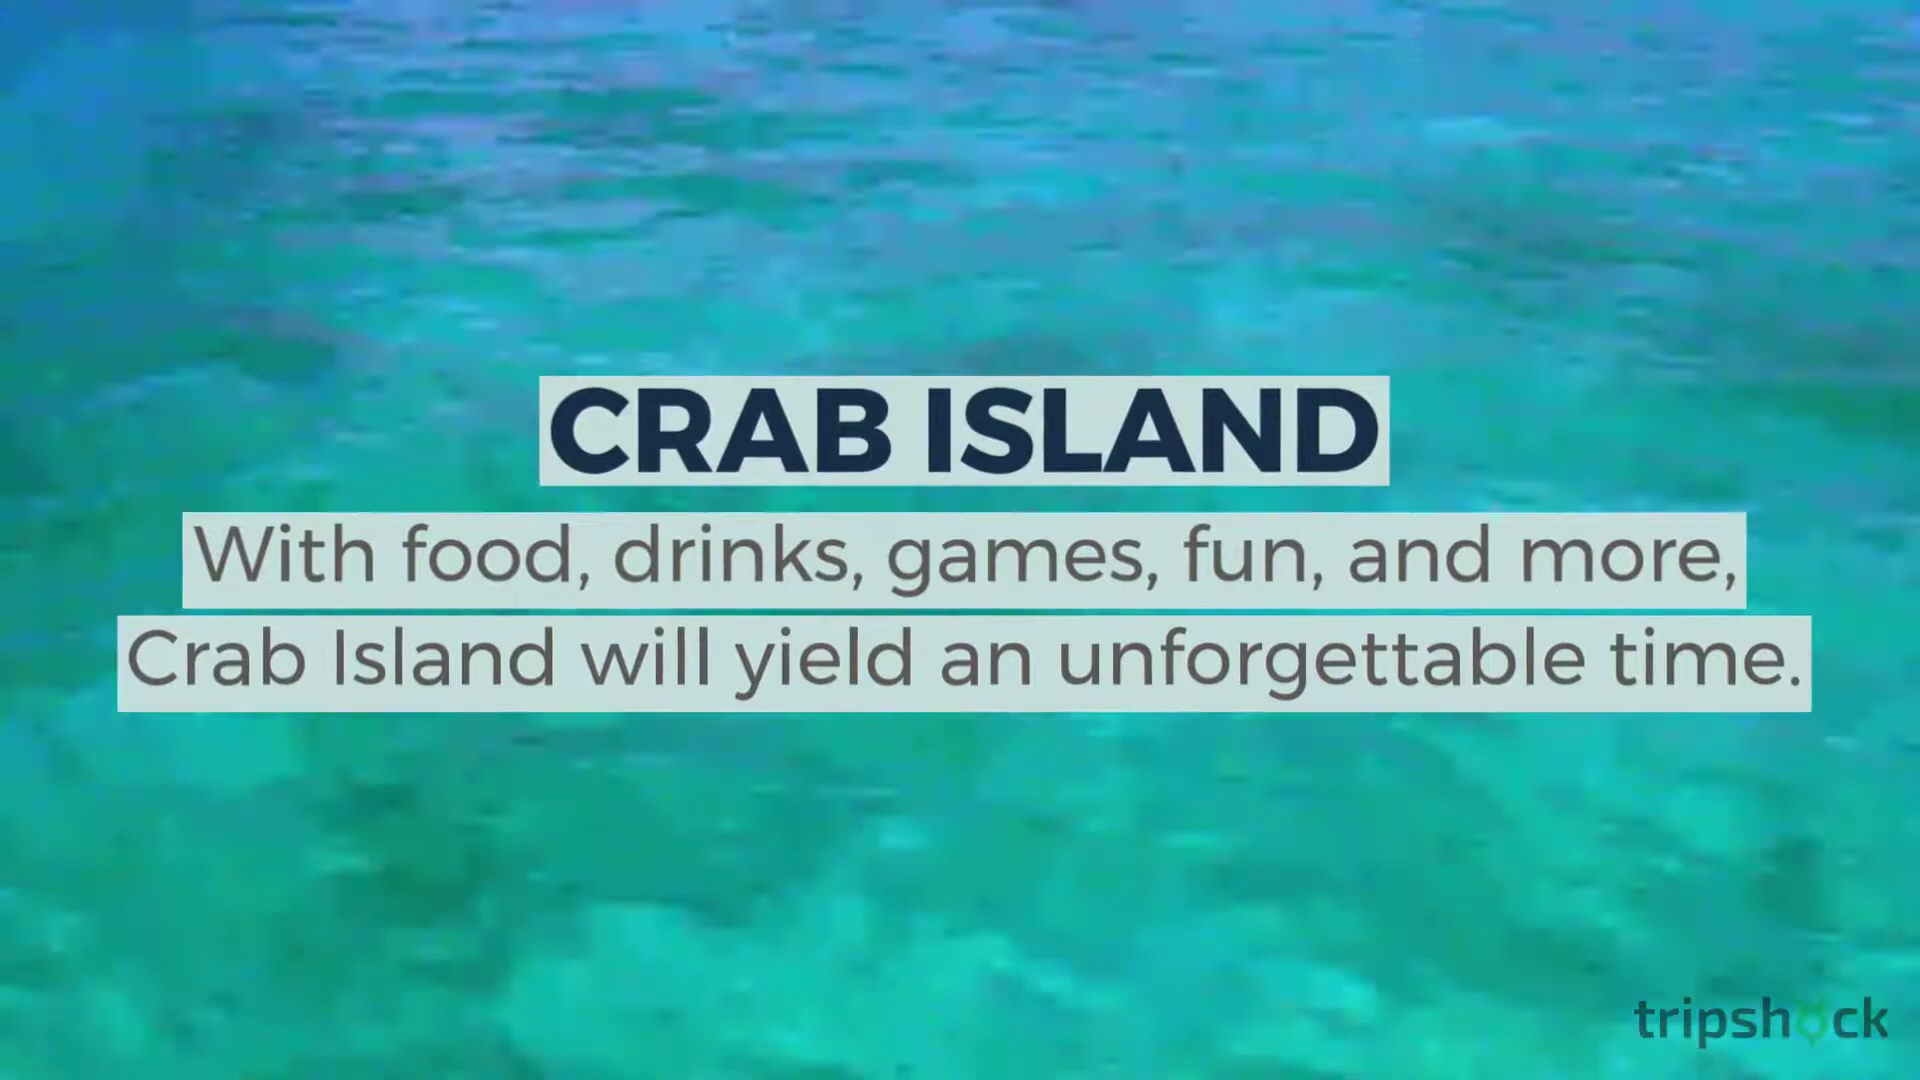 CRAB ISLAND
With food, drinks, games, fun, and more,
Crab Island will yield an unforgettable time.
tripshock